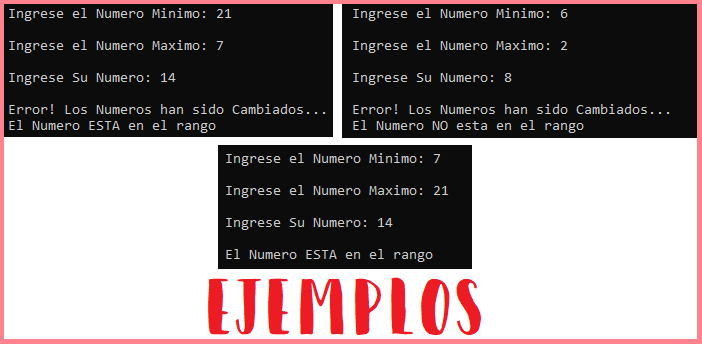 Ingrese el Numero Minimo: 21
Ingrese el Numero Maximo: 7
Ingrese Su Numero: 14
Error! Los Numeros han sido Cambiados...
El Numero ESTA en el rango
Ingrese el Numero Minimo: 6
Ingrese el Numero Maximo: 2
Ingrese Su Numero: 8
Error! Los Numeros han sido Cambiados...
El Numero NO esta en el rango
Ingrese el Numero Minimo: 7
Ingrese el Numero Maximo: 21
Ingrese Su Numero: 14
El Numero ESTA en el rango
EJEMPLOS